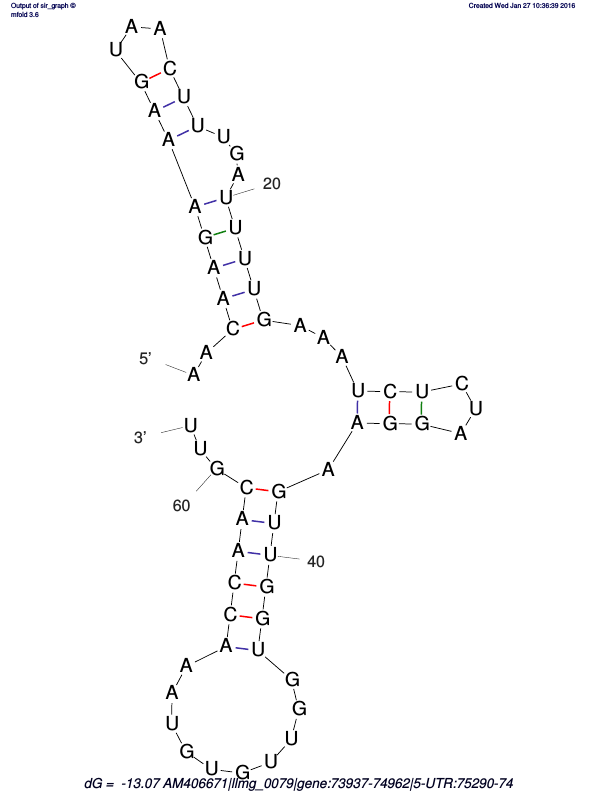 Output of sir_graph ©
mfold 3.6
Created Wed Jan 27 10:36:39 2016
5'
A A C A A G A A A G U A A C U U U G A U
20
U U U G A A A U C U C U A G G A A G U U
40
G G U G G U U G U G U A A A C C A A C G
60
U U
3'
dG = -13.07 AM406671|llmg_0079|gene:73937-74962|5-UTR:75290-74